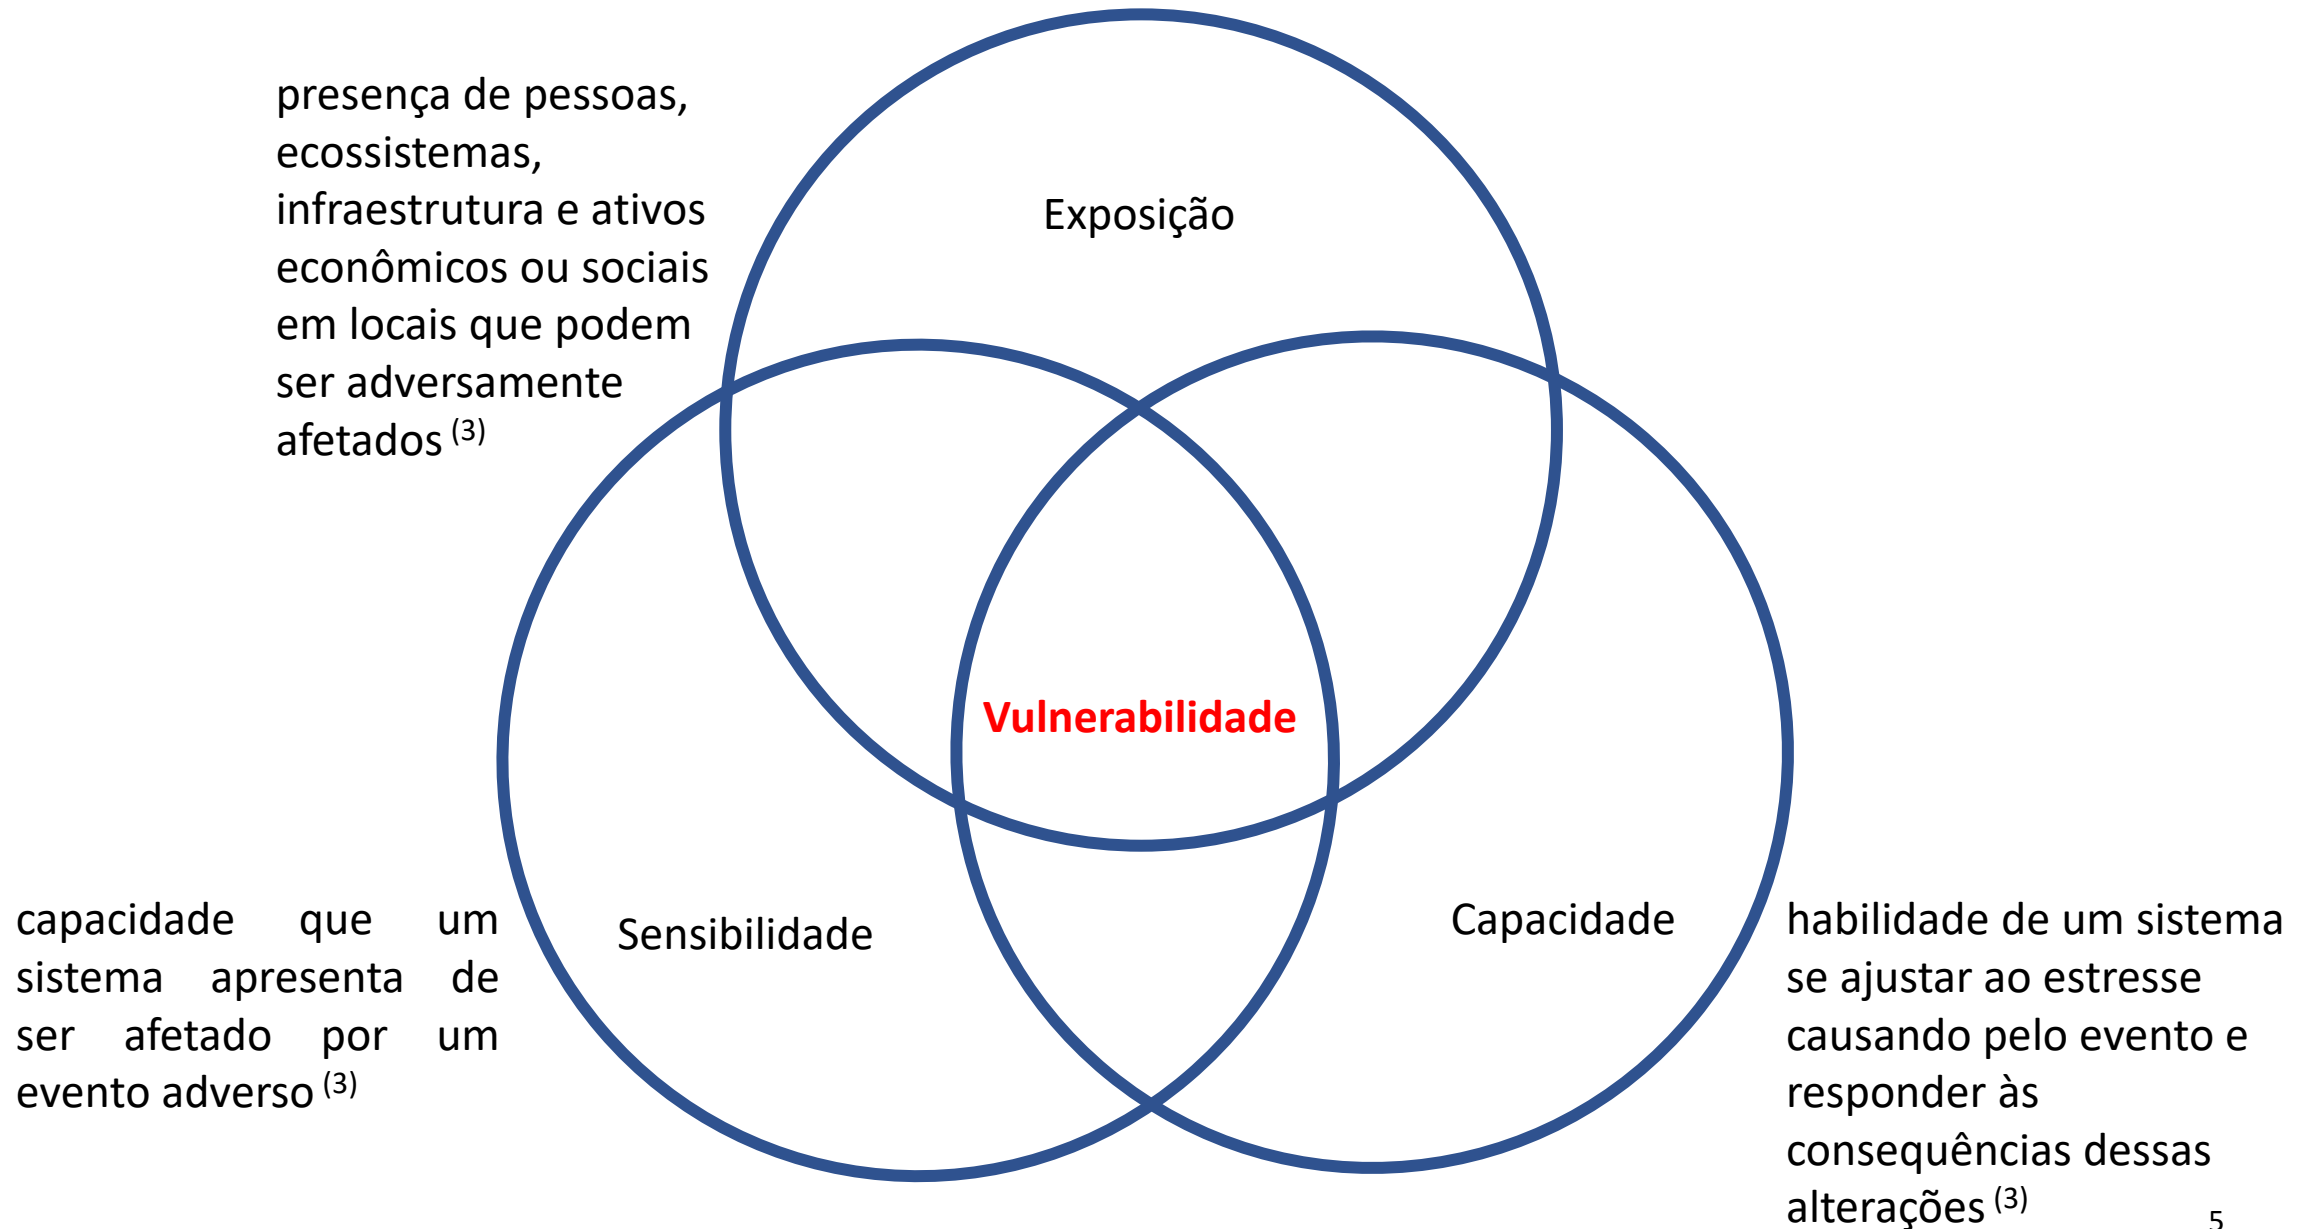 presença de pessoas,
ecossistemas,
infraestrutura e ativos
econômicos ou sociais
em locais que podem
ser adversamente
afetados (3)
Exposição
Vulnerabilidade
capacidade que um
sistema apresenta de
ser afetado por um
evento adverso (3)
Sensibilidade
Capacidade
habilidade de um sistema
se ajustar ao estresse
causando pelo evento e
responder às
consequências dessas
alterações (3)
5